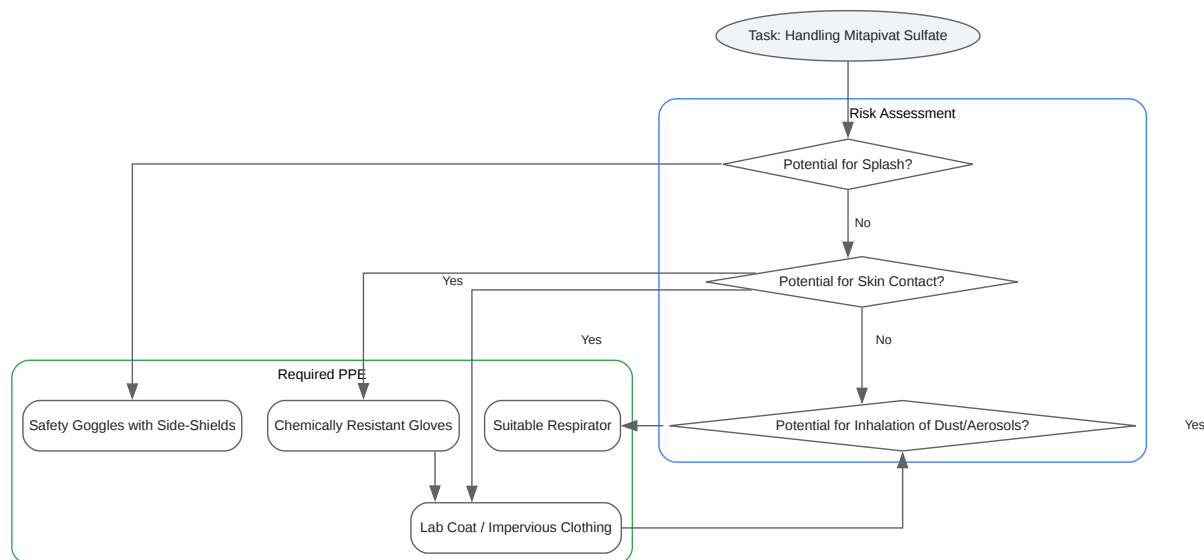 Task: Handling Mitapivat Sulfate
Risk Assessment
Potential for Splash?
No
Potential for Skin Contact?
Yes
Yes
No
Required PPE
Safety Goggles with Side-Shields
Chemically Resistant Gloves
Suitable Respirator
Potential for Inhalation of Dust/Aerosols?
Yes
Lab Coat / Impervious Clothing